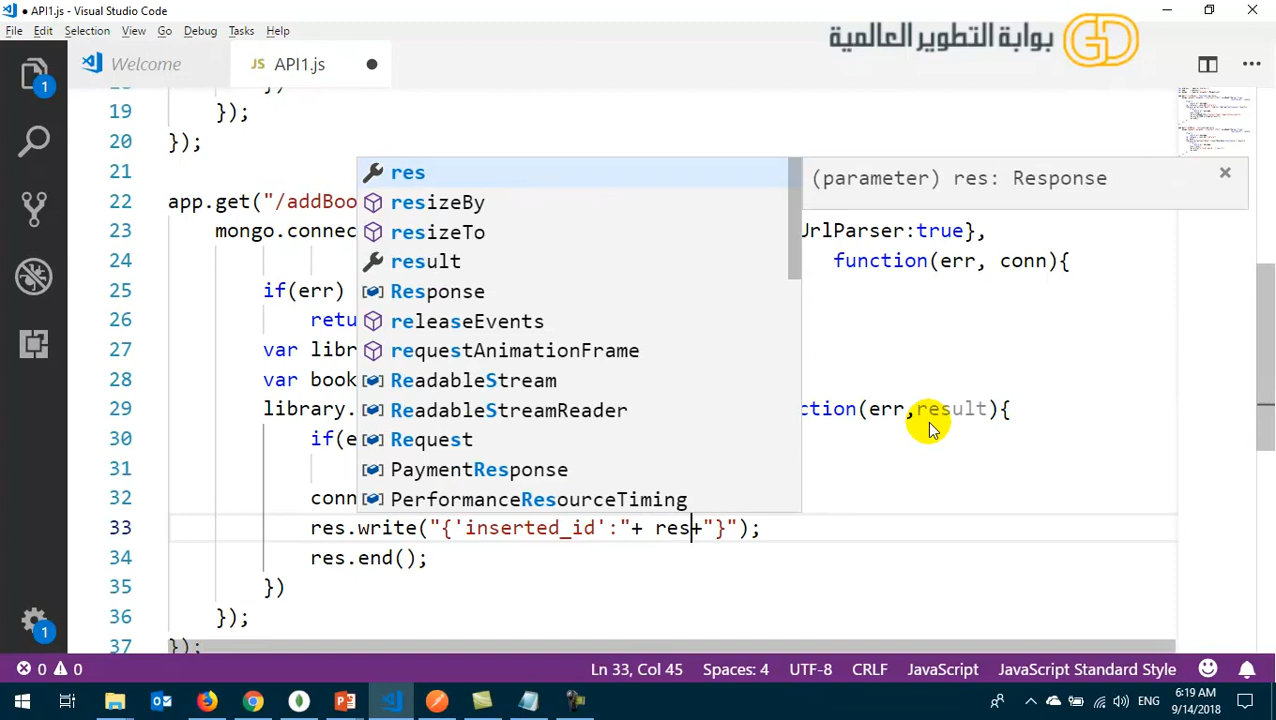 API1.js - Visual Studio Code
File Edit Selection View Go Debug Tasks Help
بوابة التطوير العالمية
GD
Welcome
JS API1.js
1
19 });
20 });
21
22 app.get("/addBoo
23 mongo.connec UrlParser:true},
24 function(err, conn){
25 if(err)
26 retu
27 var libr
28 var book
29 library. ction(err,result){
30 if(e
31
32 conn
33 res.write("{'inserted_id':"+ res+"}");
34 res.end();
35 })
36 });
37 });
res
resizeBy
resizeTo
result
Response
releaseEvents
requestAnimationFrame
ReadableStream
ReadableStreamReader
Request
PaymentResponse
PerformanceResourceTiming
(parameter) res: Response
1
0 0 Ln 33, Col 45 Spaces: 4 UTF-8 CRLF JavaScript JavaScript Standard Style
ENG
6:19 AM
9/14/2018